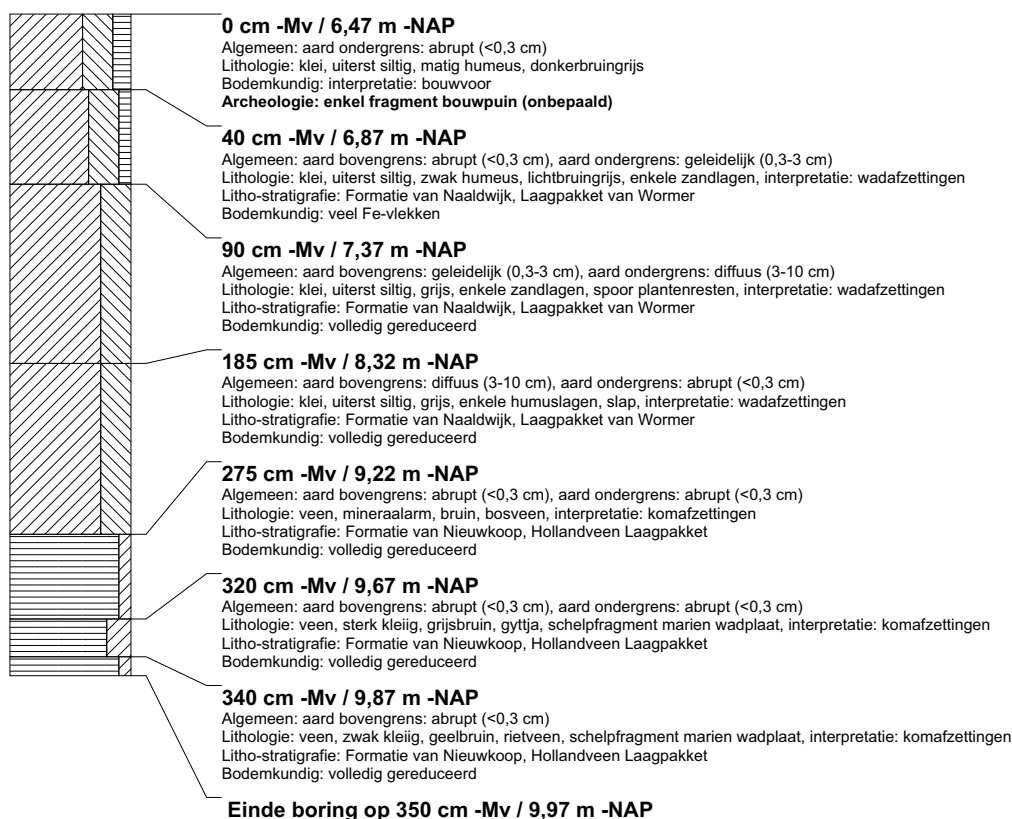 0 cm -Mv / 6,47 m -NAP
Algemeen: aard ondergrens: abrupt (<0,3 cm)
Lithologie: klei, uiterst siltig, matig humeus, donkerbruingrijs
Bodemkundig: interpretatie: bouwvoor
Archeologie: enkel fragment bouwpuin (onbepaald)
40 cm -Mv / 6,87 m -NAP
Algemeen: aard bovengrens: abrupt (<0,3 cm), aard ondergrens: geleidelijk (0,3-3 cm)
Lithologie: klei, uiterst siltig, zwak humeus, lichtbruingrijs, enkele zandlagen, interpretatie: wadafzettingen
Litho-stratigrafie: Formatie van Naaldwijk, Laagpakket van Wormer
Bodemkundig: veel Fe-vlekken
90 cm -Mv / 7,37 m -NAP
Algemeen: aard bovengrens: geleidelijk (0,3-3 cm), aard ondergrens: diffuus (3-10 cm)
Lithologie: klei, uiterst siltig, grijs, enkele zandlagen, spoor plantenresten, interpretatie: wadafzettingen
Litho-stratigrafie: Formatie van Naaldwijk, Laagpakket van Wormer
Bodemkundig: volledig gereduceerd
185 cm -Mv / 8,32 m -NAP
Algemeen: aard bovengrens: diffuus (3-10 cm), aard ondergrens: abrupt (<0,3 cm)
Lithologie: klei, uiterst siltig, grijs, enkele humuslagen, slap, interpretatie: wadafzettingen
Litho-stratigrafie: Formatie van Naaldwijk, Laagpakket van Wormer
Bodemkundig: volledig gereduceerd
275 cm -Mv / 9,22 m -NAP
Algemeen: aard bovengrens: abrupt (<0,3 cm), aard ondergrens: abrupt (<0,3 cm)
Lithologie: veen, mineraalarm, bruin, bosveen, interpretatie: komafzettingen
Litho-stratigrafie: Formatie van Nieuwkoop, Hollandveen Laagpakket
Bodemkundig: volledig gereduceerd
320 cm -Mv / 9,67 m -NAP
Algemeen: aard bovengrens: abrupt (<0,3 cm), aard ondergrens: abrupt (<0,3 cm)
Lithologie: veen, sterk kleiig, grijsbruin, gyttja, schelpfragment marien wadplaat, interpretatie: komafzettingen
Litho-stratigrafie: Formatie van Nieuwkoop, Hollandveen Laagpakket
Bodemkundig: volledig gereduceerd
340 cm -Mv / 9,87 m -NAP
Algemeen: aard bovengrens: abrupt (<0,3 cm)
Lithologie: veen, zwak kleiig, geelbruin, rietveen, schelpfragment marien wadplaat, interpretatie: komafzettingen
Litho-stratigrafie: Formatie van Nieuwkoop, Hollandveen Laagpakket
Bodemkundig: volledig gereduceerd
Einde boring op 350 cm -Mv / 9,97 m -NAP